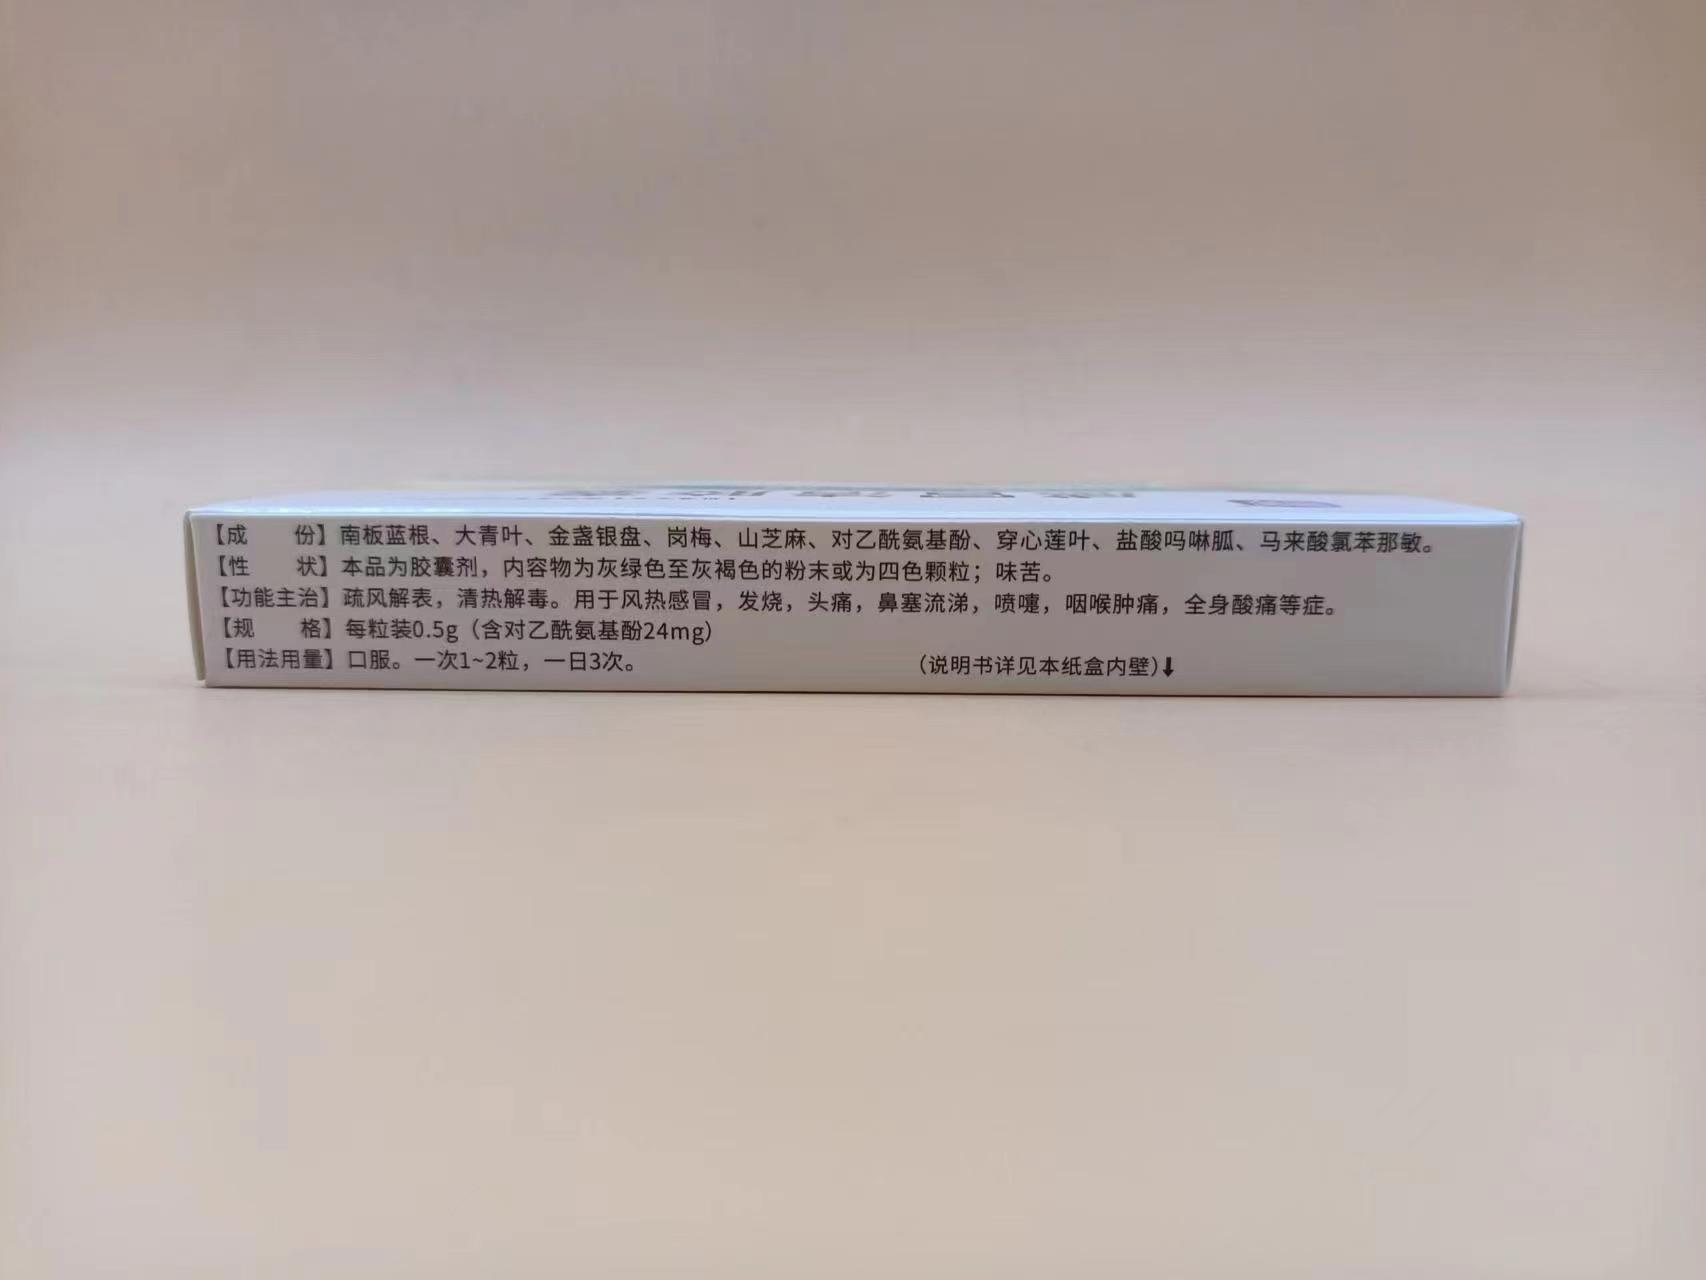 【成 份】南板蓝根、大青叶、金盏银盘、岗梅、山芝麻、对乙酰氨基酚、穿心莲叶、盐酸吗啉胍、马来酸氯苯那敏。
【性 状】本品为胶囊剂，内容物为灰绿色至灰褐色的粉末或为四色颗粒；味苦。
【功能主治】疏风解表，清热解毒。用于风热感冒，发烧，头痛，鼻塞流涕，喷嚏，咽喉肿痛，全身酸痛等症。
【规 格】每粒装0.5g（含对乙酰氨基酚24mg）
【用法用量】口服。一次1~2粒，一日3次。 （说明书详见本纸盒内壁）⬇